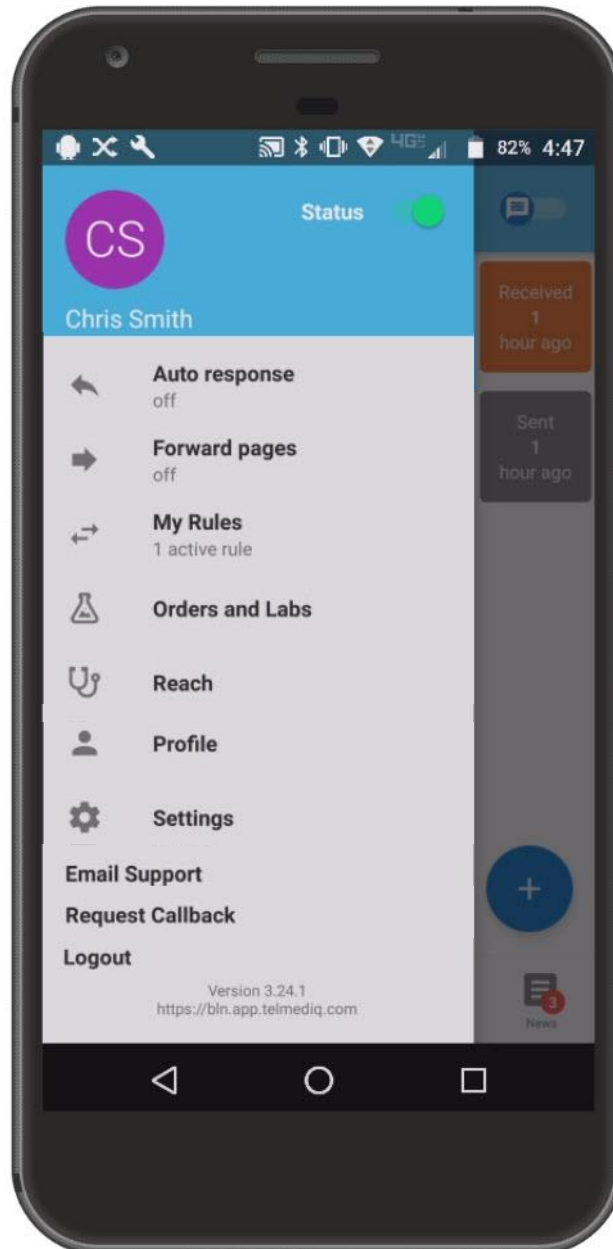 4G
82% 4:47
CS
Status
Chris Smith
Received
1
hour ago
Auto response
off
Forward pages
off
Sent
1
hour ago
My Rules
1 active rule
Orders and Labs
Reach
Profile
Settings
Email Support
Request Callback
Logout
Version 3.24.1
https://bln.app.telmediq.com
3
News